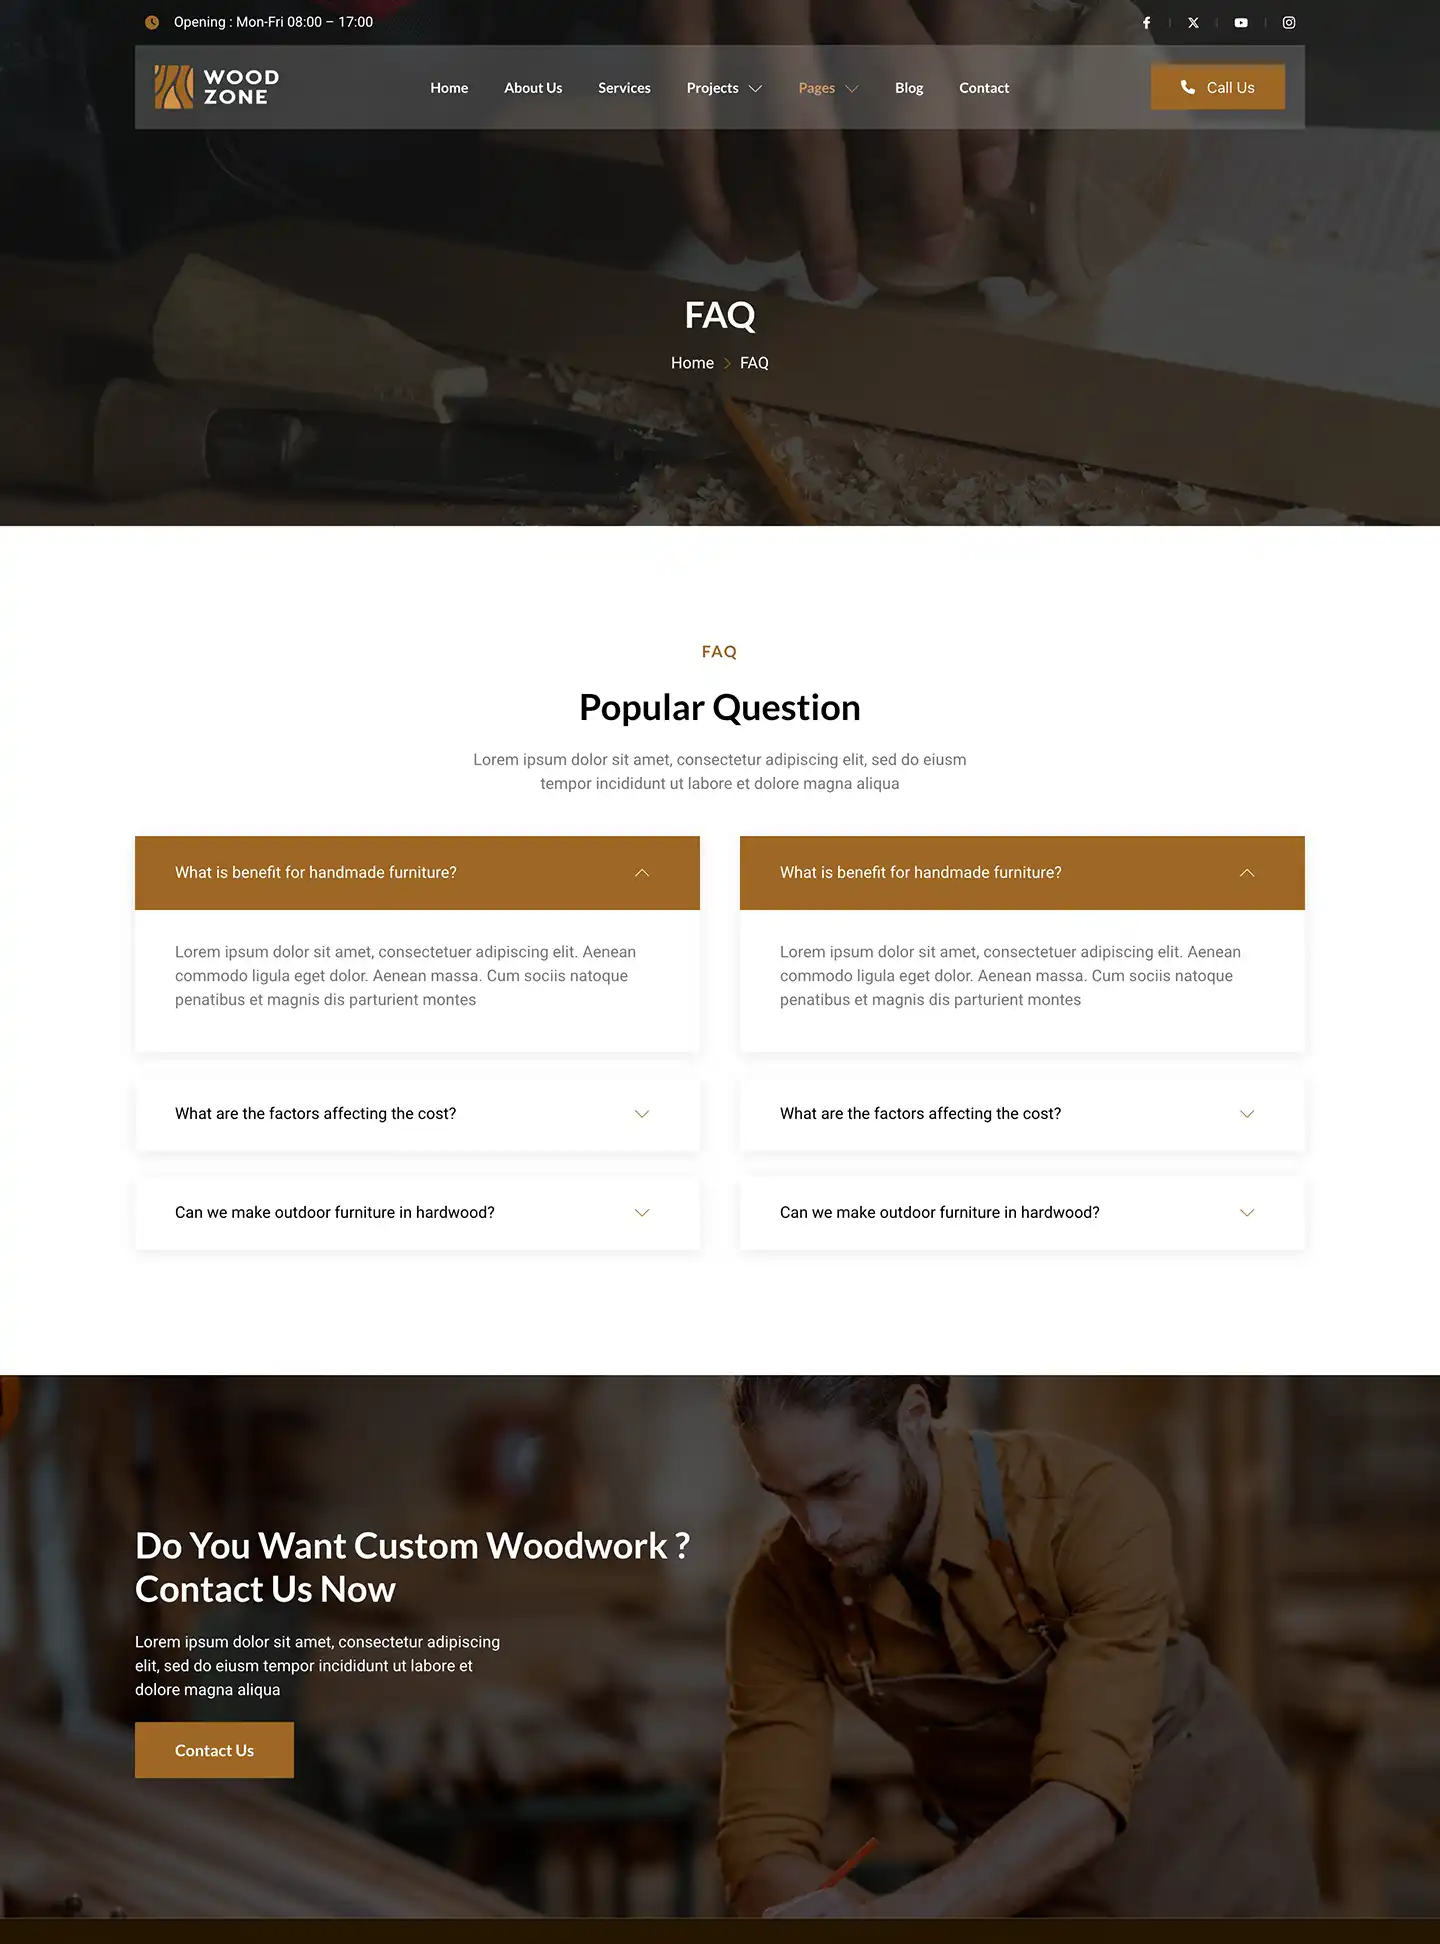 Opening : Mon-Fri 08:00 – 17:00
WOOD
ZONE
Home
About Us
Services
Projects
Pages
Blog
Contact
Call Us
FAQ
Home
FAQ
FAQ
Popular Question
Lorem ipsum dolor sit amet, consectetur adipiscing elit, sed do eiusm
tempor incididunt ut labore et dolore magna aliqua
What is benefit for handmade furniture?
Lorem ipsum dolor sit amet, consectetuer adipiscing elit. Aenean
commodo ligula eget dolor. Aenean massa. Cum sociis natoque
penatibus et magnis dis parturient montes
What are the factors affecting the cost?
Can we make outdoor furniture in hardwood?
What is benefit for handmade furniture?
Lorem ipsum dolor sit amet, consectetuer adipiscing elit. Aenean
commodo ligula eget dolor. Aenean massa. Cum sociis natoque
penatibus et magnis dis parturient montes
What are the factors affecting the cost?
Can we make outdoor furniture in hardwood?
Do You Want Custom Woodwork ?
Contact Us Now
Lorem ipsum dolor sit amet, consectetur adipiscing
elit, sed do eiusm tempor incididunt ut labore et
dolore magna aliqua
Contact Us